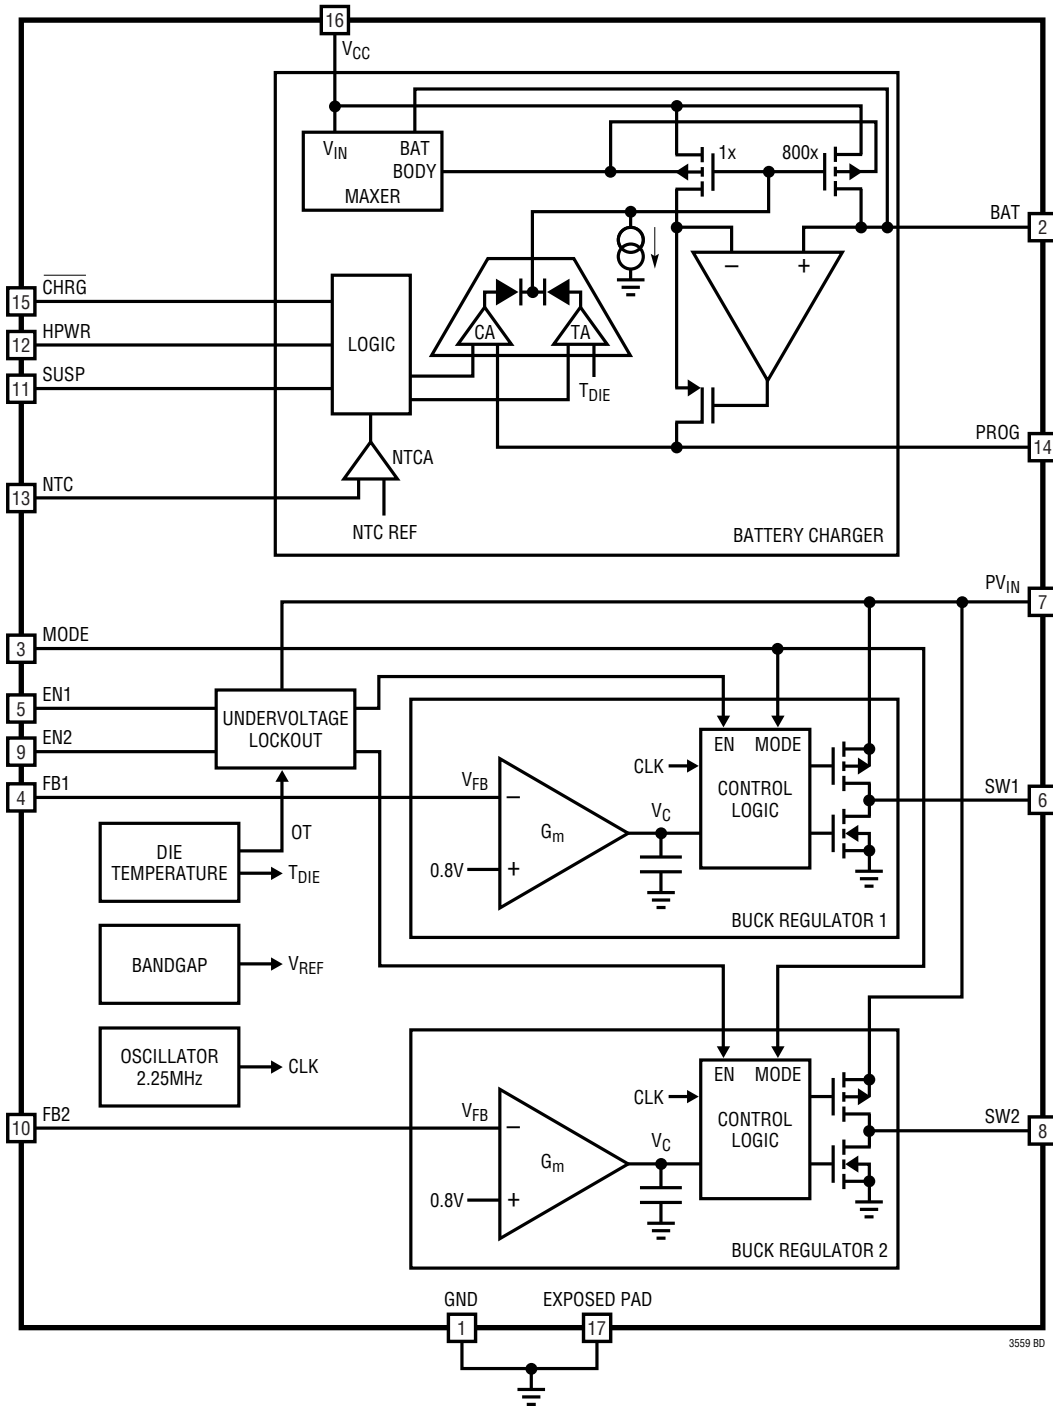 16
VCC
VIN
BAT
BODY
MAXER
1x
800x
BAT
2
−
+
CHRG
15
HPWR
12
SUSP
11
LOGIC
CA
TA
TDIE
PROG
14
NTCA
NTC
13
NTC REF
BATTERY CHARGER
PVIN
7
MODE
3
EN1
5
EN2
9
UNDERVOLTAGE
LOCKOUT
FB1
4
VFB
−
Gm
0.8V
+
VC
CLK
EN MODE
CONTROL
LOGIC
SW1
6
BUCK REGULATOR 1
OT
DIE
TEMPERATURE
TDIE
BANDGAP
VREF
OSCILLATOR
2.25MHz
CLK
FB2
10
VFB
−
Gm
0.8V
+
VC
CLK
EN MODE
CONTROL
LOGIC
SW2
8
BUCK REGULATOR 2
GND
1
EXPOSED PAD
17
3559 BD